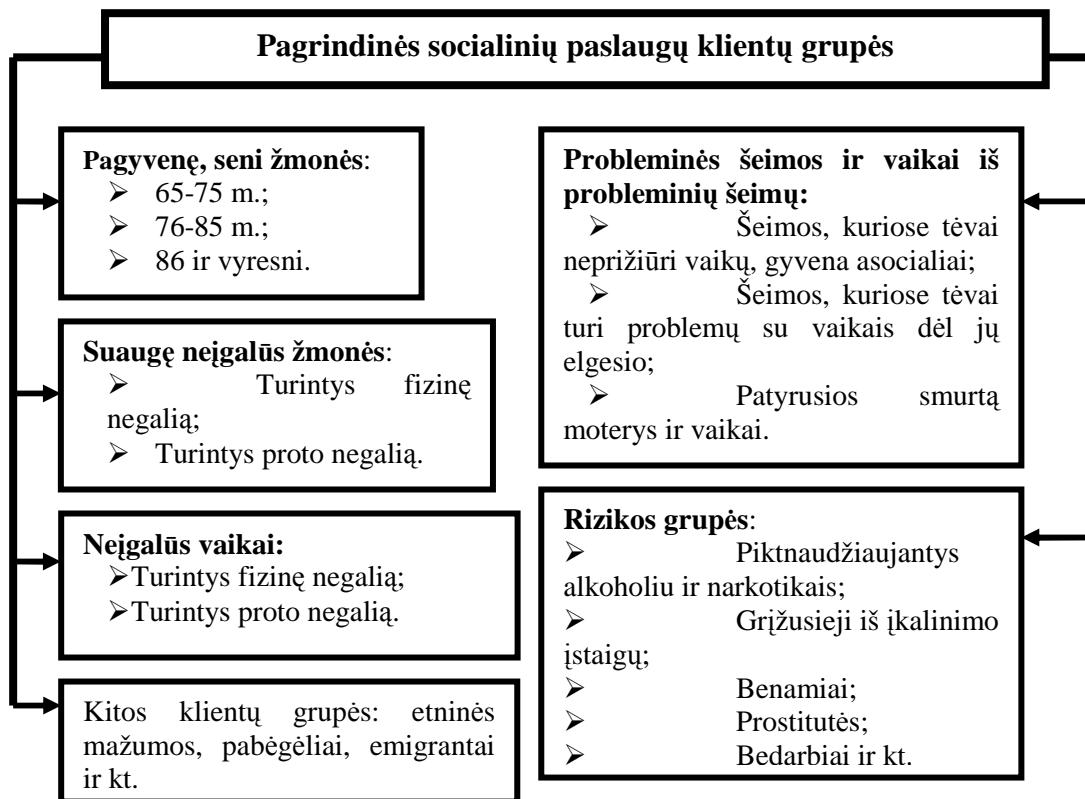 Pagrindinės socialinių paslaugų klientų grupės
Pagyvenę, seni žmonės:
➢ 65-75 m.;
➢ 76-85 m.;
➢ 86 ir vyresni.
Suaugę neįgalūs žmonės:
➢ Turintys fizinę
negalią;
➢ Turintys proto negalią.
Neįgalūs vaikai:
➢Turintys fizinę negalią;
➢Turintys proto negalią.
Kitos klientų grupės: etninės
mažumos, pabėgėliai, emigrantai
ir kt.
Probleminės šeimos ir vaikai iš
probleminių šeimų:
➢ Šeimos, kuriose tėvai
neprižiūri vaikų, gyvena asocialiai;
➢ Šeimos, kuriose tėvai
turi problemų su vaikais dėl jų
elgesio;
➢ Patyrusios smurtą
moterys ir vaikai.
Rizikos grupės:
➢ Piktnaudžiaujantys
alkoholiu ir narkotikais;
➢ Grįžusieji iš įkalinimo
įstaigų;
➢ Benamiai;
➢ Prostitutės;
➢ Bedarbiai ir kt.